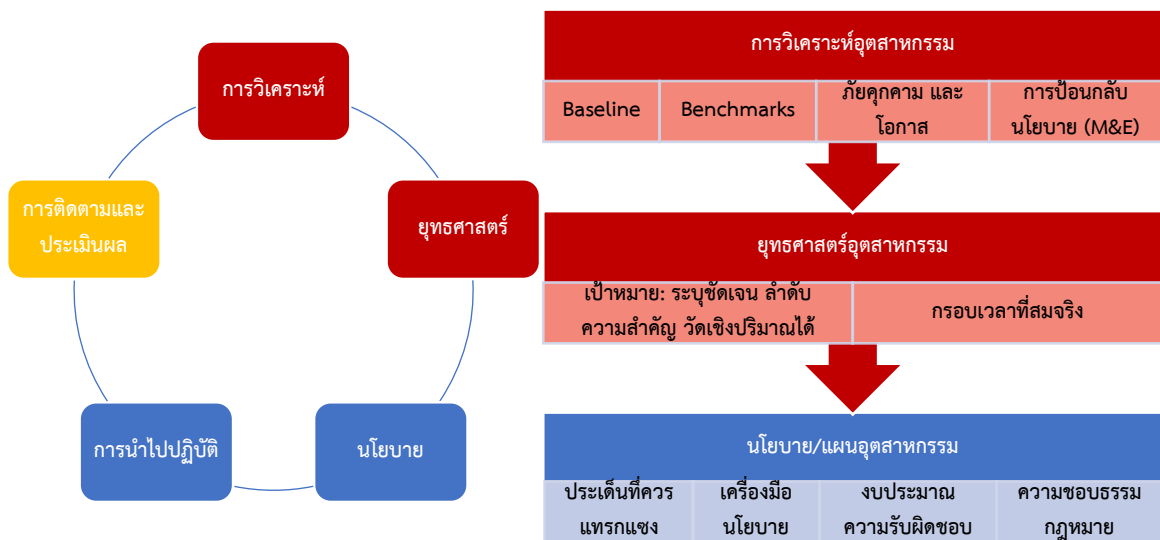 การวิเคราะห์
ยุทธศาสตร์
นโยบาย
การนำไปปฏิบัติ
การติดตามและ
ประเมินผล
การวิเคราะห์อุตสาหกรรม
Baseline
Benchmarks
ภัยคุกคาม และ
โอกาส
การป้อนกลับ
นโยบาย (M&E)
ยุทธศาสตร์อุตสาหกรรม
เป้าหมาย: ระบุชัดเจน ลำดับ
ความสำคัญ วัดเชิงปริมาณได้
กรอบเวลาที่สมจริง
นโยบาย/แผนอุตสาหกรรม
ประเด็นที่ควร
แทรกแซง
เครื่องมือ
นโยบาย
งบประมาณ
ความรับผิดชอบ
ความชอบธรรม
กฎหมาย